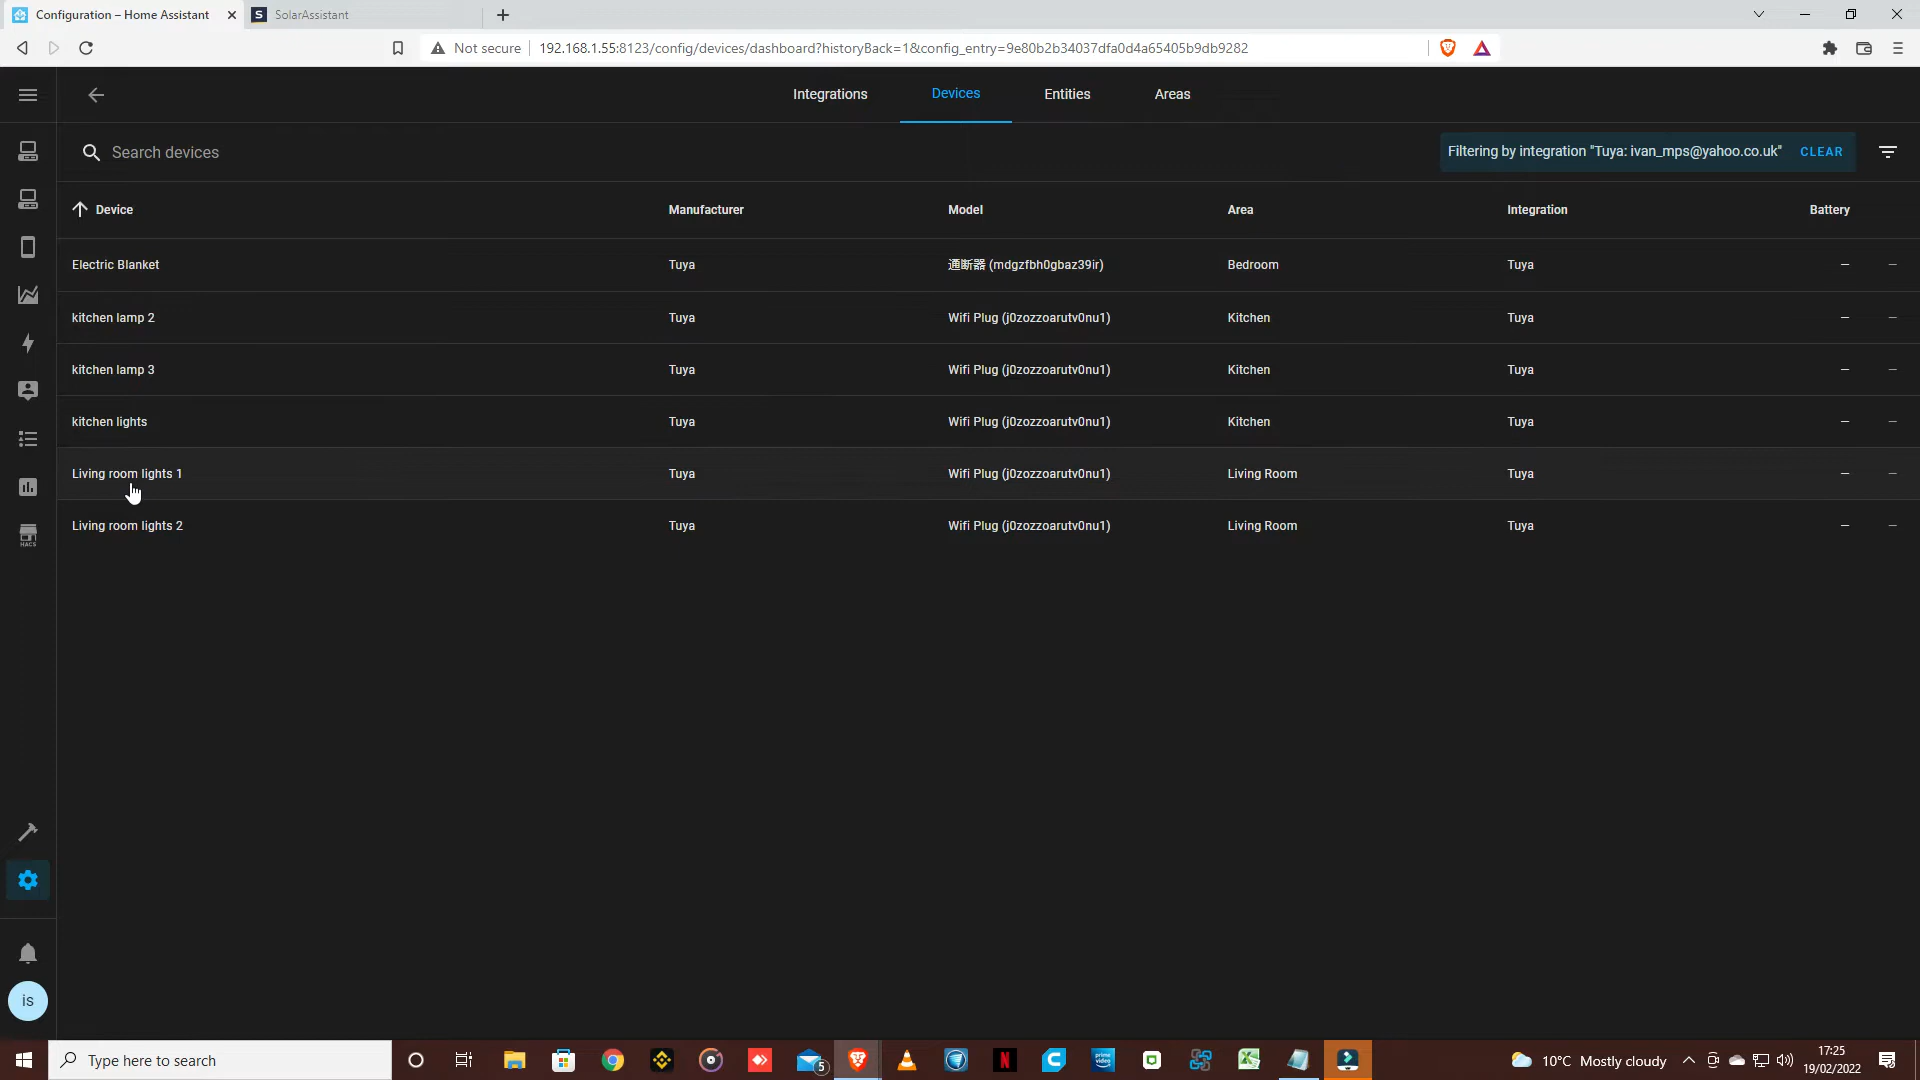 Configuration – Home Assistant
SolarAssistant
Not secure
192.168.1.55:8123/config/devices/dashboard?historyBack=1&config_entry=9e80b2b34037dfa0d4a65405b9db9282
Integrations Devices Entities Areas
Search devices
Filtering by integration "Tuya: ivan_mps@yahoo.co.uk" CLEAR
Device Manufacturer Model Area Integration Battery
Electric Blanket Tuya 通断器 (mdgzfbh0gbaz39ir) Bedroom Tuya – –
kitchen lamp 2 Tuya Wifi Plug (j0zozzoarutv0nu1) Kitchen Tuya – –
kitchen lamp 3 Tuya Wifi Plug (j0zozzoarutv0nu1) Kitchen Tuya – –
kitchen lights Tuya Wifi Plug (j0zozzoarutv0nu1) Kitchen Tuya – –
Living room lights 1 Tuya Wifi Plug (j0zozzoarutv0nu1) Living Room Tuya – –
Living room lights 2 Tuya Wifi Plug (j0zozzoarutv0nu1) Living Room Tuya – –
HACS
is
Type here to search
5
prime video
10°C Mostly cloudy
17:25
19/02/2022